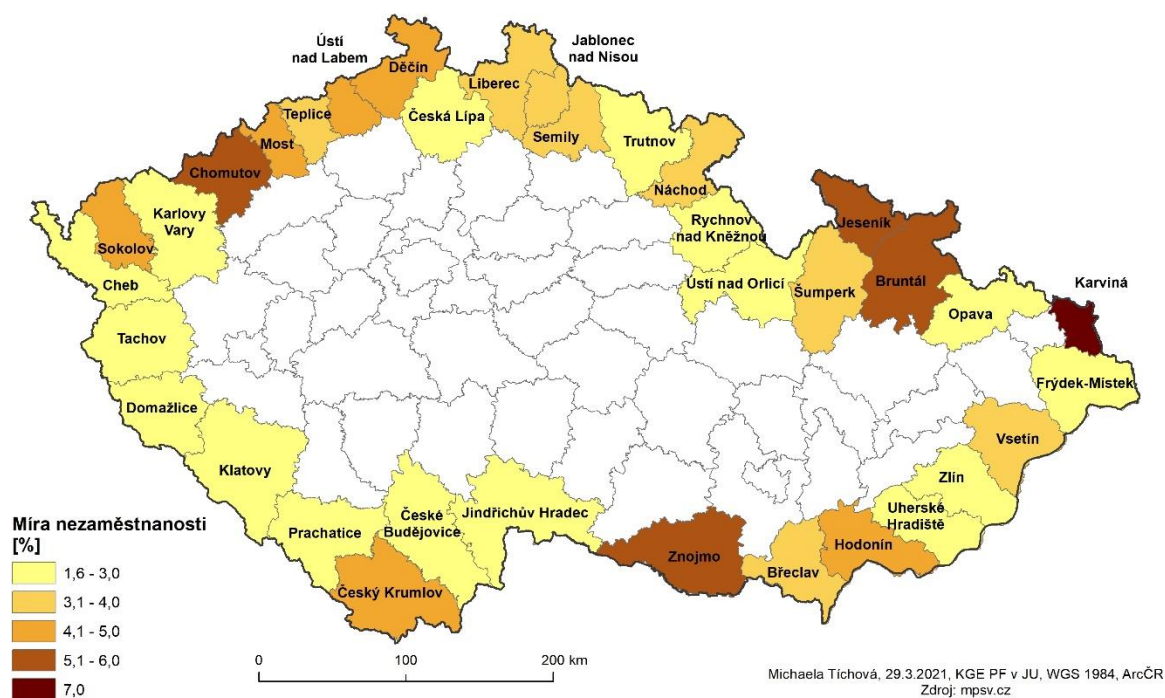 Ústí
nad Labem
Děčín
Jablonec
nad Nisou
Liberec
Teplice
Česká Lípa
Most
Semily
Trutnov
Chomutov
Náchod
Karlovy
Vary
Sokolov
Rychnov
nad Kněžnou
Jeseník
Cheb
Ústí nad Orlicí
Šumperk
Bruntál
Karviná
Opava
Tachov
Frýdek-Místek
Domažlice
Vsetín
Klatovy
Zlín
Jindřichův Hradec
Uherské
Hradiště
Prachatice
České
Budějovice
Hodonín
Znojmo
Břeclav
Český Krumlov
Míra nezaměstnanosti
[%]
1,6 - 3,0
3,1 - 4,0
4,1 - 5,0
5,1 - 6,0
7,0
0 100 200 km
Michaela Tíchová, 29.3.2021, KGE PF v JU, WGS 1984, ArcČR
Zdroj: mpsv.cz